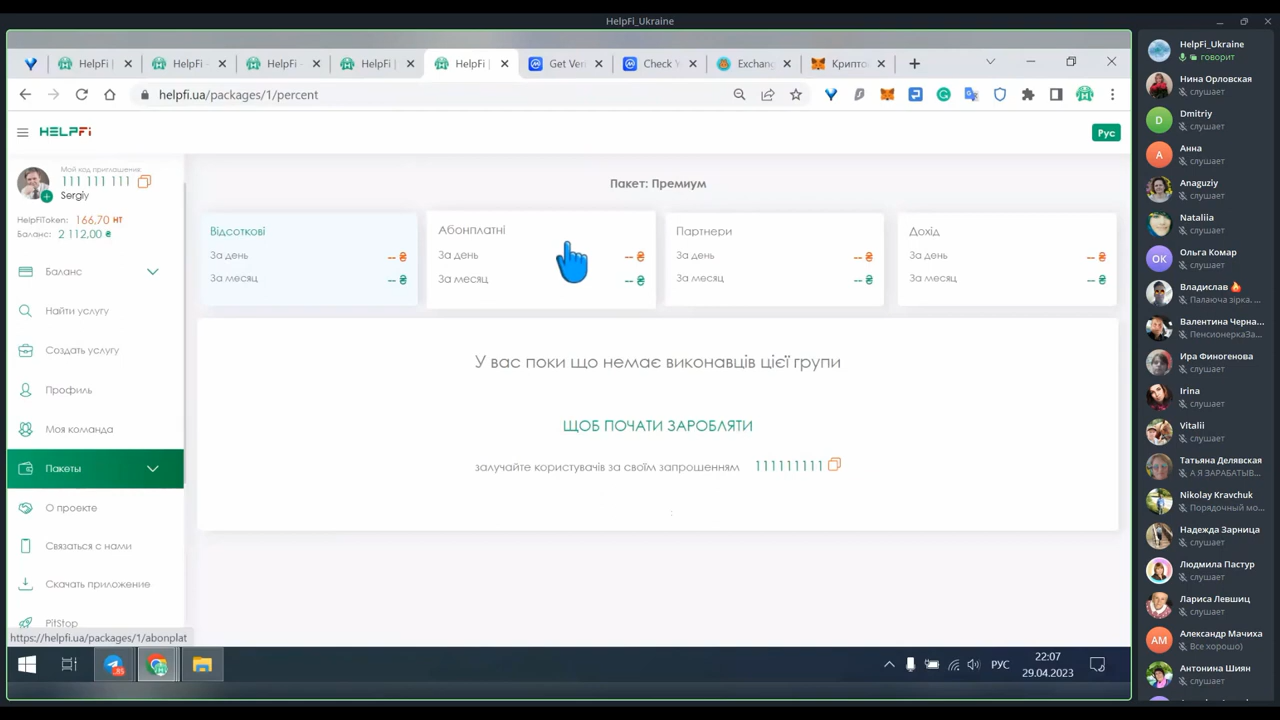 HelpFi_Ukraine
HelpFi |
HelpFi -
HelpFi -
HelpFi |
HelpFi |
Get Ver
Check Y
Exchang
Крипто
helpfi.ua/packages/1/percent
HELPFi
Рус
Мой код приглашения:
111 111 111
Sergiy
HelpFiToken: 166,70 HT
Баланс: 2 112,00 ₴
Баланс
Найти услугу
Создать услугу
Профиль
Моя команда
Пакеты
О проекте
Связаться с нами
Скачать приложение
PitStop
Пакет: Премиум
Відсоткові
За день -- ₴
За месяц -- ₴
Абонплатні
За день -- ₴
За месяц -- ₴
Партнери
За день -- ₴
За месяц -- ₴
Дохід
За день -- ₴
За месяц -- ₴
У вас поки що немає виконавців цієї групи
ЩОБ ПОЧАТИ ЗАРОБЛЯТИ
залучайте користувачів за своїм запрошенням 111111111
https://helpfi.ua/packages/1/abonplat
РУС
22:07
29.04.2023
HelpFi_Ukraine
говорит
Нина Орловская
слушает
Dmitriy
слушает
Анна
слушает
Anaguziy
слушает
Nataliia
слушает
Ольга Комар
слушает
Владислав
Палаюча зірка. ...
Валентина Черна...
ПенсионеркаЗа...
Ира Финогенова
слушает
Irina
слушает
Vitalii
слушает
Татьяна Делявская
А Я ЗАРАБАТЫВ...
Nikolay Kravchuk
Порядочный мо...
Надежда Зарница
слушает
Людмила Пастур
слушает
Лариса Левшиц
слушает
Александр Мачиха
Все хорошо)
Антонина Шиян
слушает